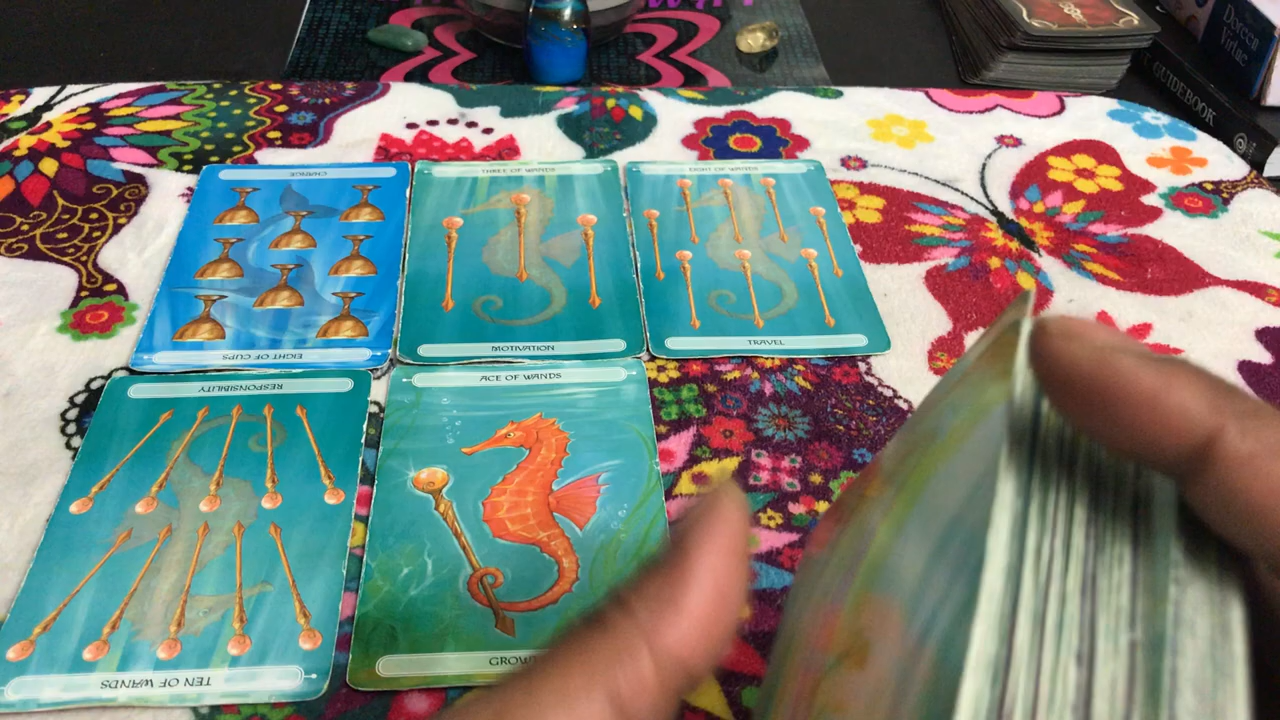 Doreen
Virtue
GUIDEBOOK
CHANGE
EIGHT OF CUPS
THREE OF WANDS
MOTIVATION
EIGHT OF WANDS
TRAVEL
RESPONSIBILITY
TEN OF WANDS
ACE OF WANDS
GROW